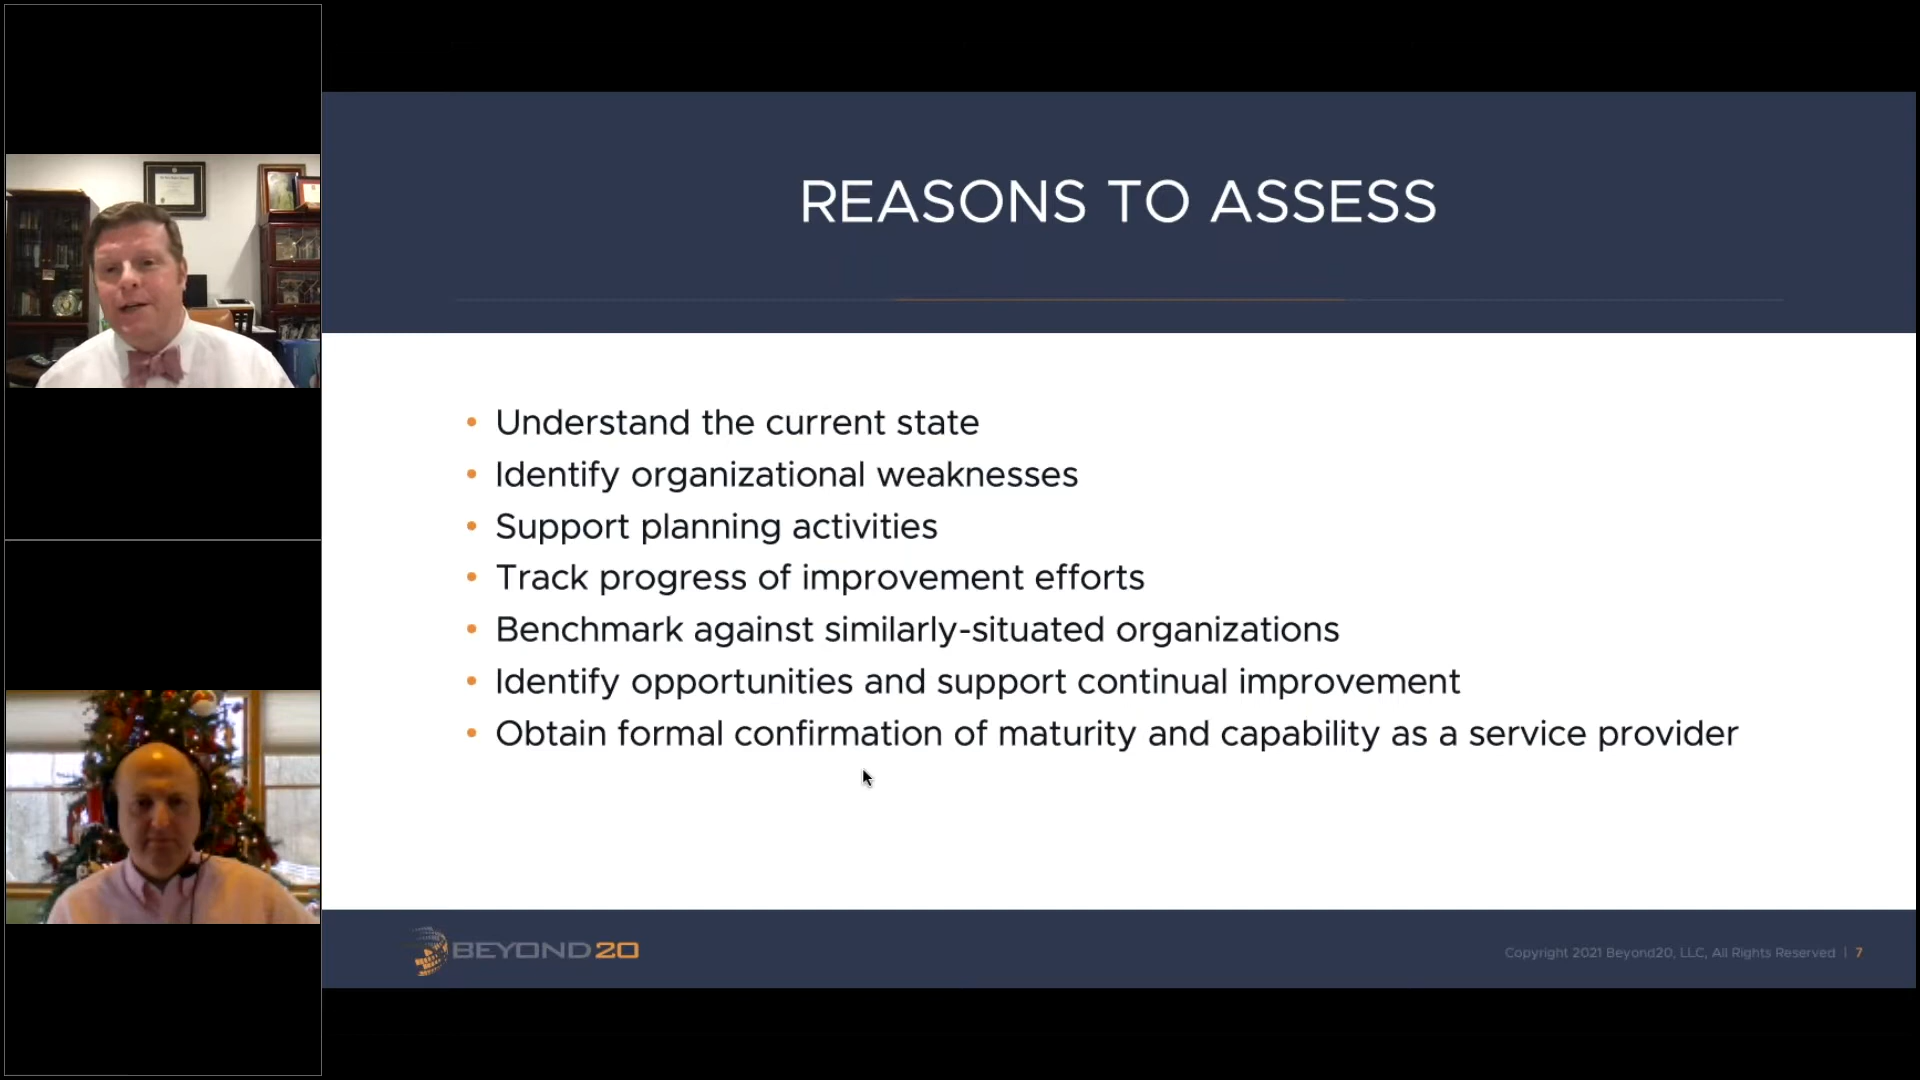 REASONS TO ASSESS
• Understand the current state
• Identify organizational weaknesses
• Support planning activities
• Track progress of improvement efforts
• Benchmark against similarly-situated organizations
• Identify opportunities and support continual improvement
• Obtain formal confirmation of maturity and capability as a service provider
BEYOND20
Copyright 2021 Beyond20, LLC, All Rights Reserved | 7